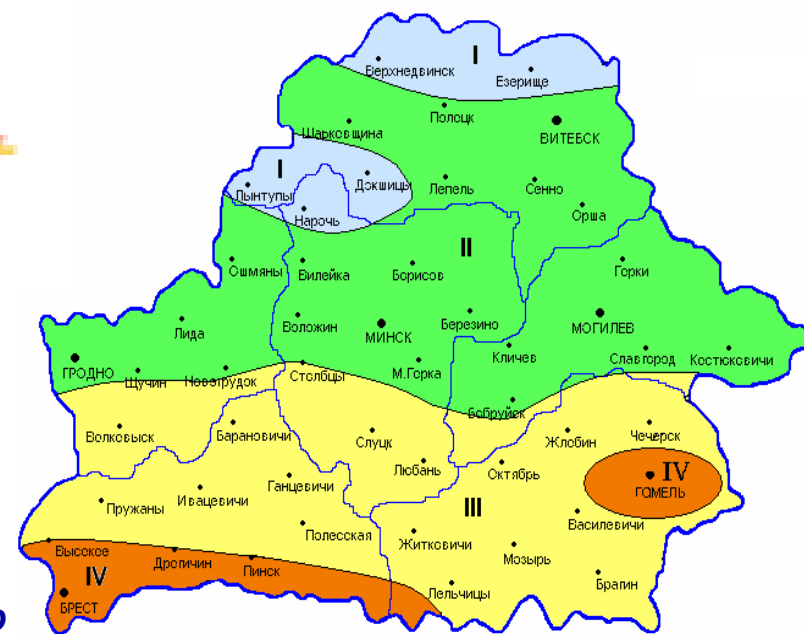 I
Верхнедвинск
Езерище
Полоцк
Шарковщина
ВИТЕБСК
I
Лынтупы
Докшицы
Лепель
Сенно
Нарочь
Орша
II
Ошмяны
Вилейка
Борисов
Горки
Лида
Воложин
МИНСК
Березино
МОГИЛЕВ
ГРОДНО
Щучин
Новогрудок
Столбцы
М.Горка
Кличев
Славгород
Костюковичи
Бобруйск
Волковыск
Барановичи
Слуцк
Жлобин
Чечерск
Любань
Октябрь
IV
ГОМЕЛЬ
Пружаны
Ивацевичи
Ганцевичи
III
Василевичи
Полесская
Житковичи
Мозырь
Высокое
Дрогичин
Пинск
IV
БРЕСТ
Лельчицы
Брагин